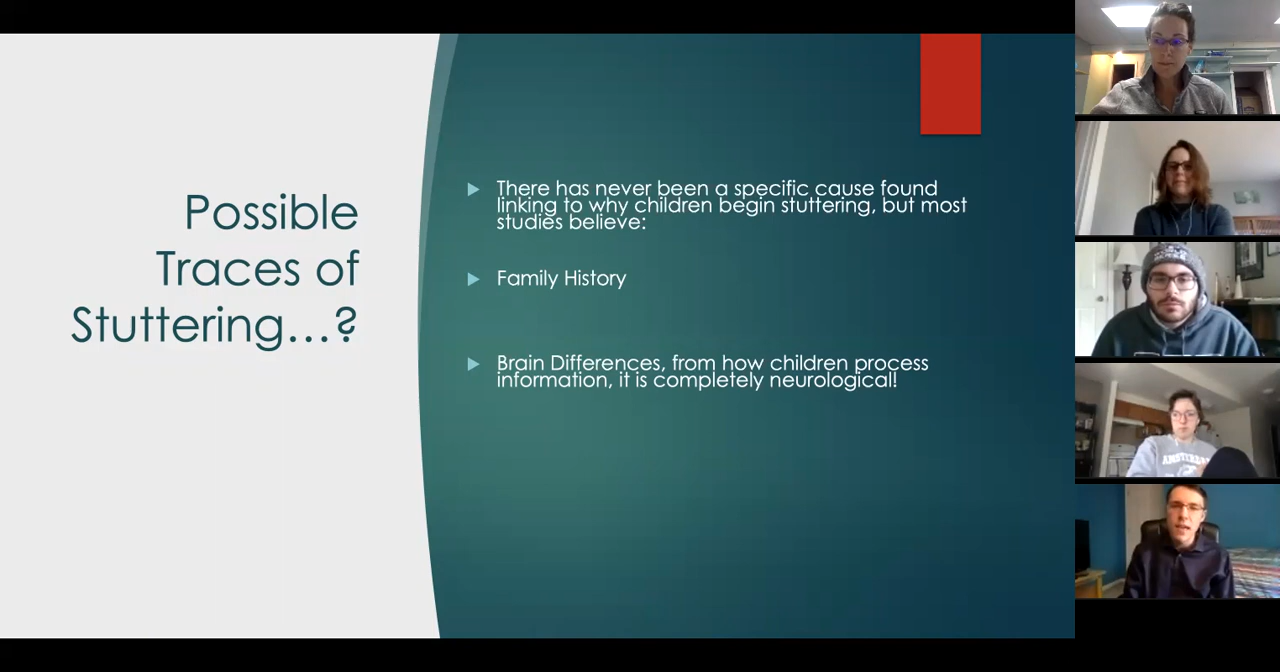 Possible
Traces of
Stuttering...?
There has never been a specific cause found
linking to why children begin stuttering, but most
studies believe:
Family History
Brain Differences, from how children process
information, it is completely neurological!